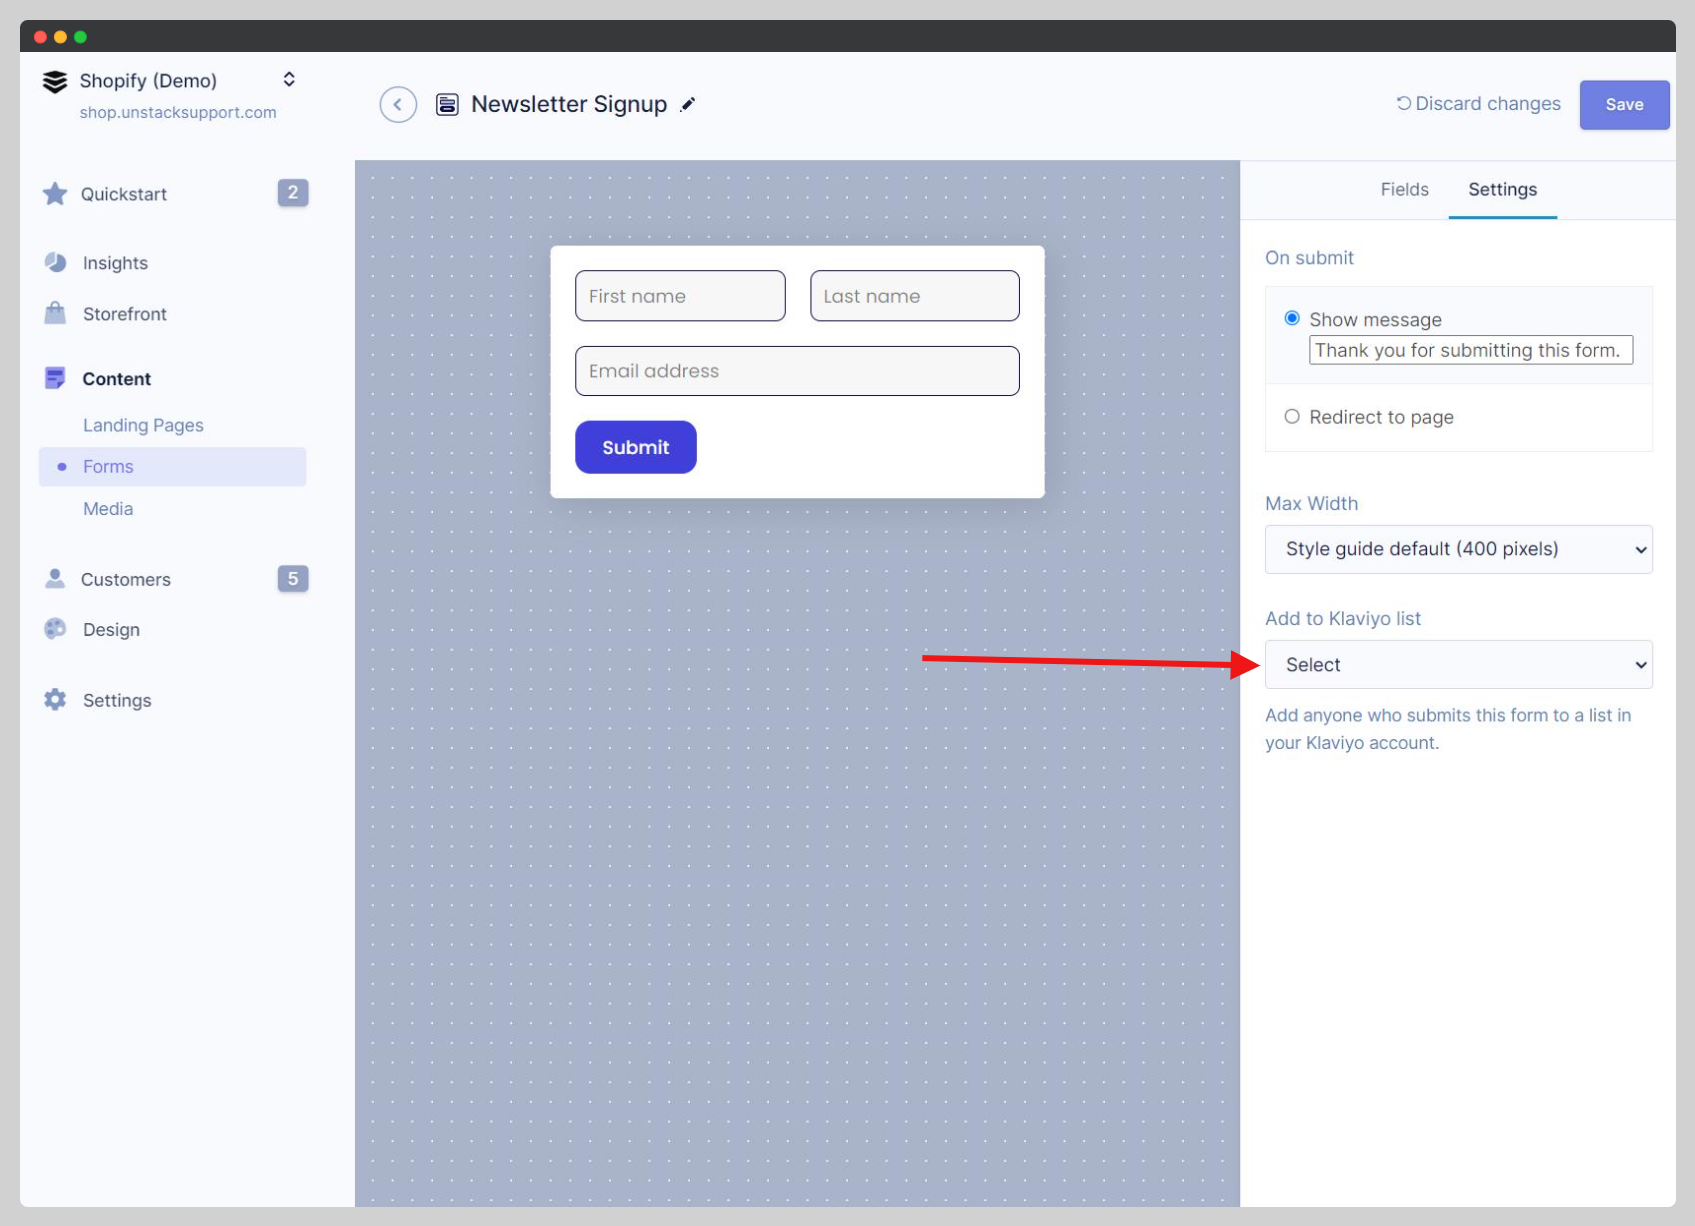 Shopify (Demo)
shop.unstacksupport.com
Newsletter Signup
Discard changes
Save
Quickstart
2
Insights
Storefront
Content
Landing Pages
Forms
Media
Customers
5
Design
Settings
First name
Last name
Email address
Submit
Fields
Settings
On submit
Show message
Thank you for submitting this form.
Redirect to page
Max Width
Style guide default (400 pixels)
Add to Klaviyo list
Select
Add anyone who submits this form to a list in
your Klaviyo account.